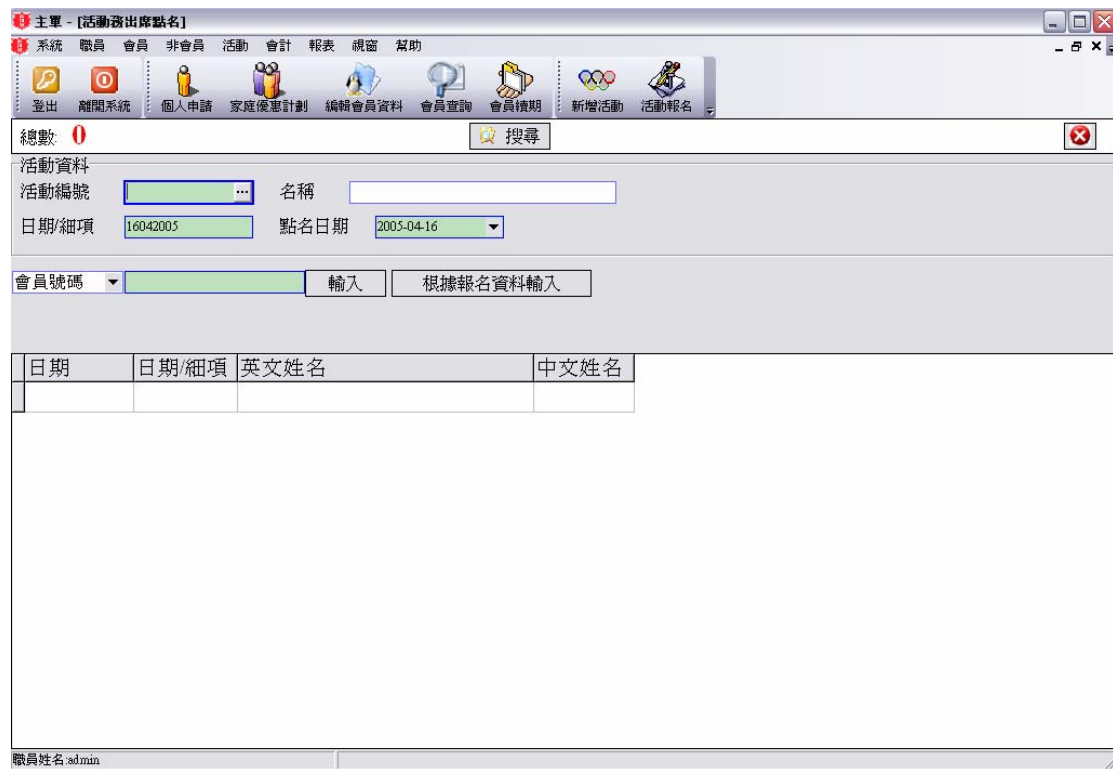 主軍 - [活動務出席點名]
系統 職員 會員 非會員 活動 會計 報表 視窗 幫助
登出 離開系統 個人申請 家庭優惠計劃 編輯會員資料 會員查詢 會員續期 新增活動 活動報名
總數: 0 搜尋
活動資料
活動編號 ... 名稱
日期/細項 16042005 點名日期 2005-04-16
會員號碼 輸入 根據報名資料輸入
日期 日期/細項 英文姓名 中文姓名
職員姓名:admin